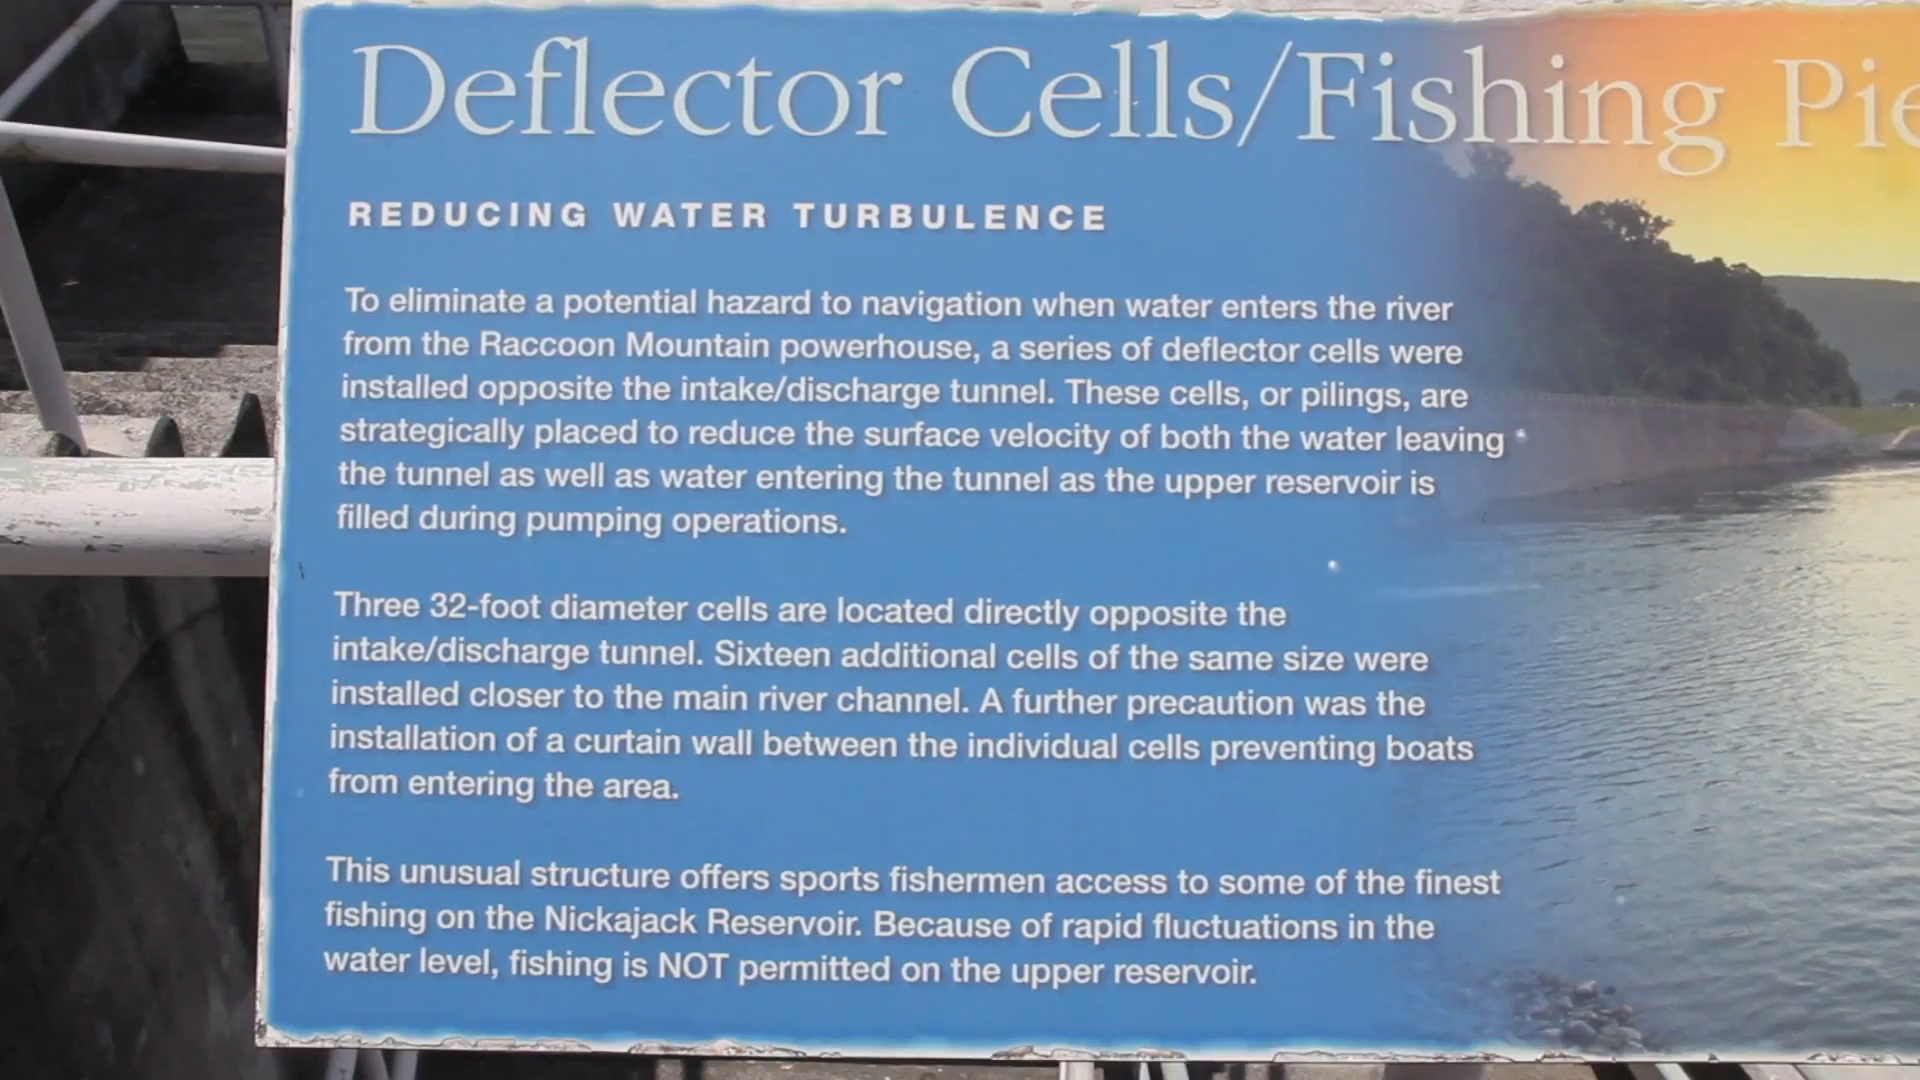 Deflector Cells/Fishing Pie
REDUCING WATER TURBULENCE
To eliminate a potential hazard to navigation when water enters the river
from the Raccoon Mountain powerhouse, a series of deflector cells were
installed opposite the intake/discharge tunnel. These cells, or pilings, are
strategically placed to reduce the surface velocity of both the water leaving
the tunnel as well as water entering the tunnel as the upper reservoir is
filled during pumping operations.
Three 32-foot diameter cells are located directly opposite the
intake/discharge tunnel. Sixteen additional cells of the same size were
installed closer to the main river channel. A further precaution was the
installation of a curtain wall between the individual cells preventing boats
from entering the area.
This unusual structure offers sports fishermen access to some of the finest
fishing on the Nickajack Reservoir. Because of rapid fluctuations in the
water level, fishing is NOT permitted on the upper reservoir.